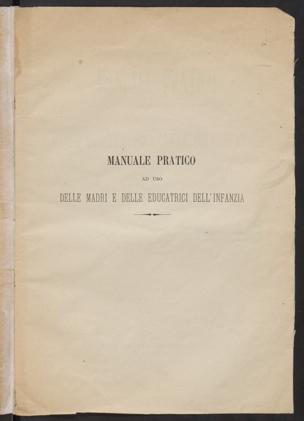 MANUALE PRATICO
AD USO
DELLE MADRI E DELLE EDUCATRICI DELL'INFANZIA